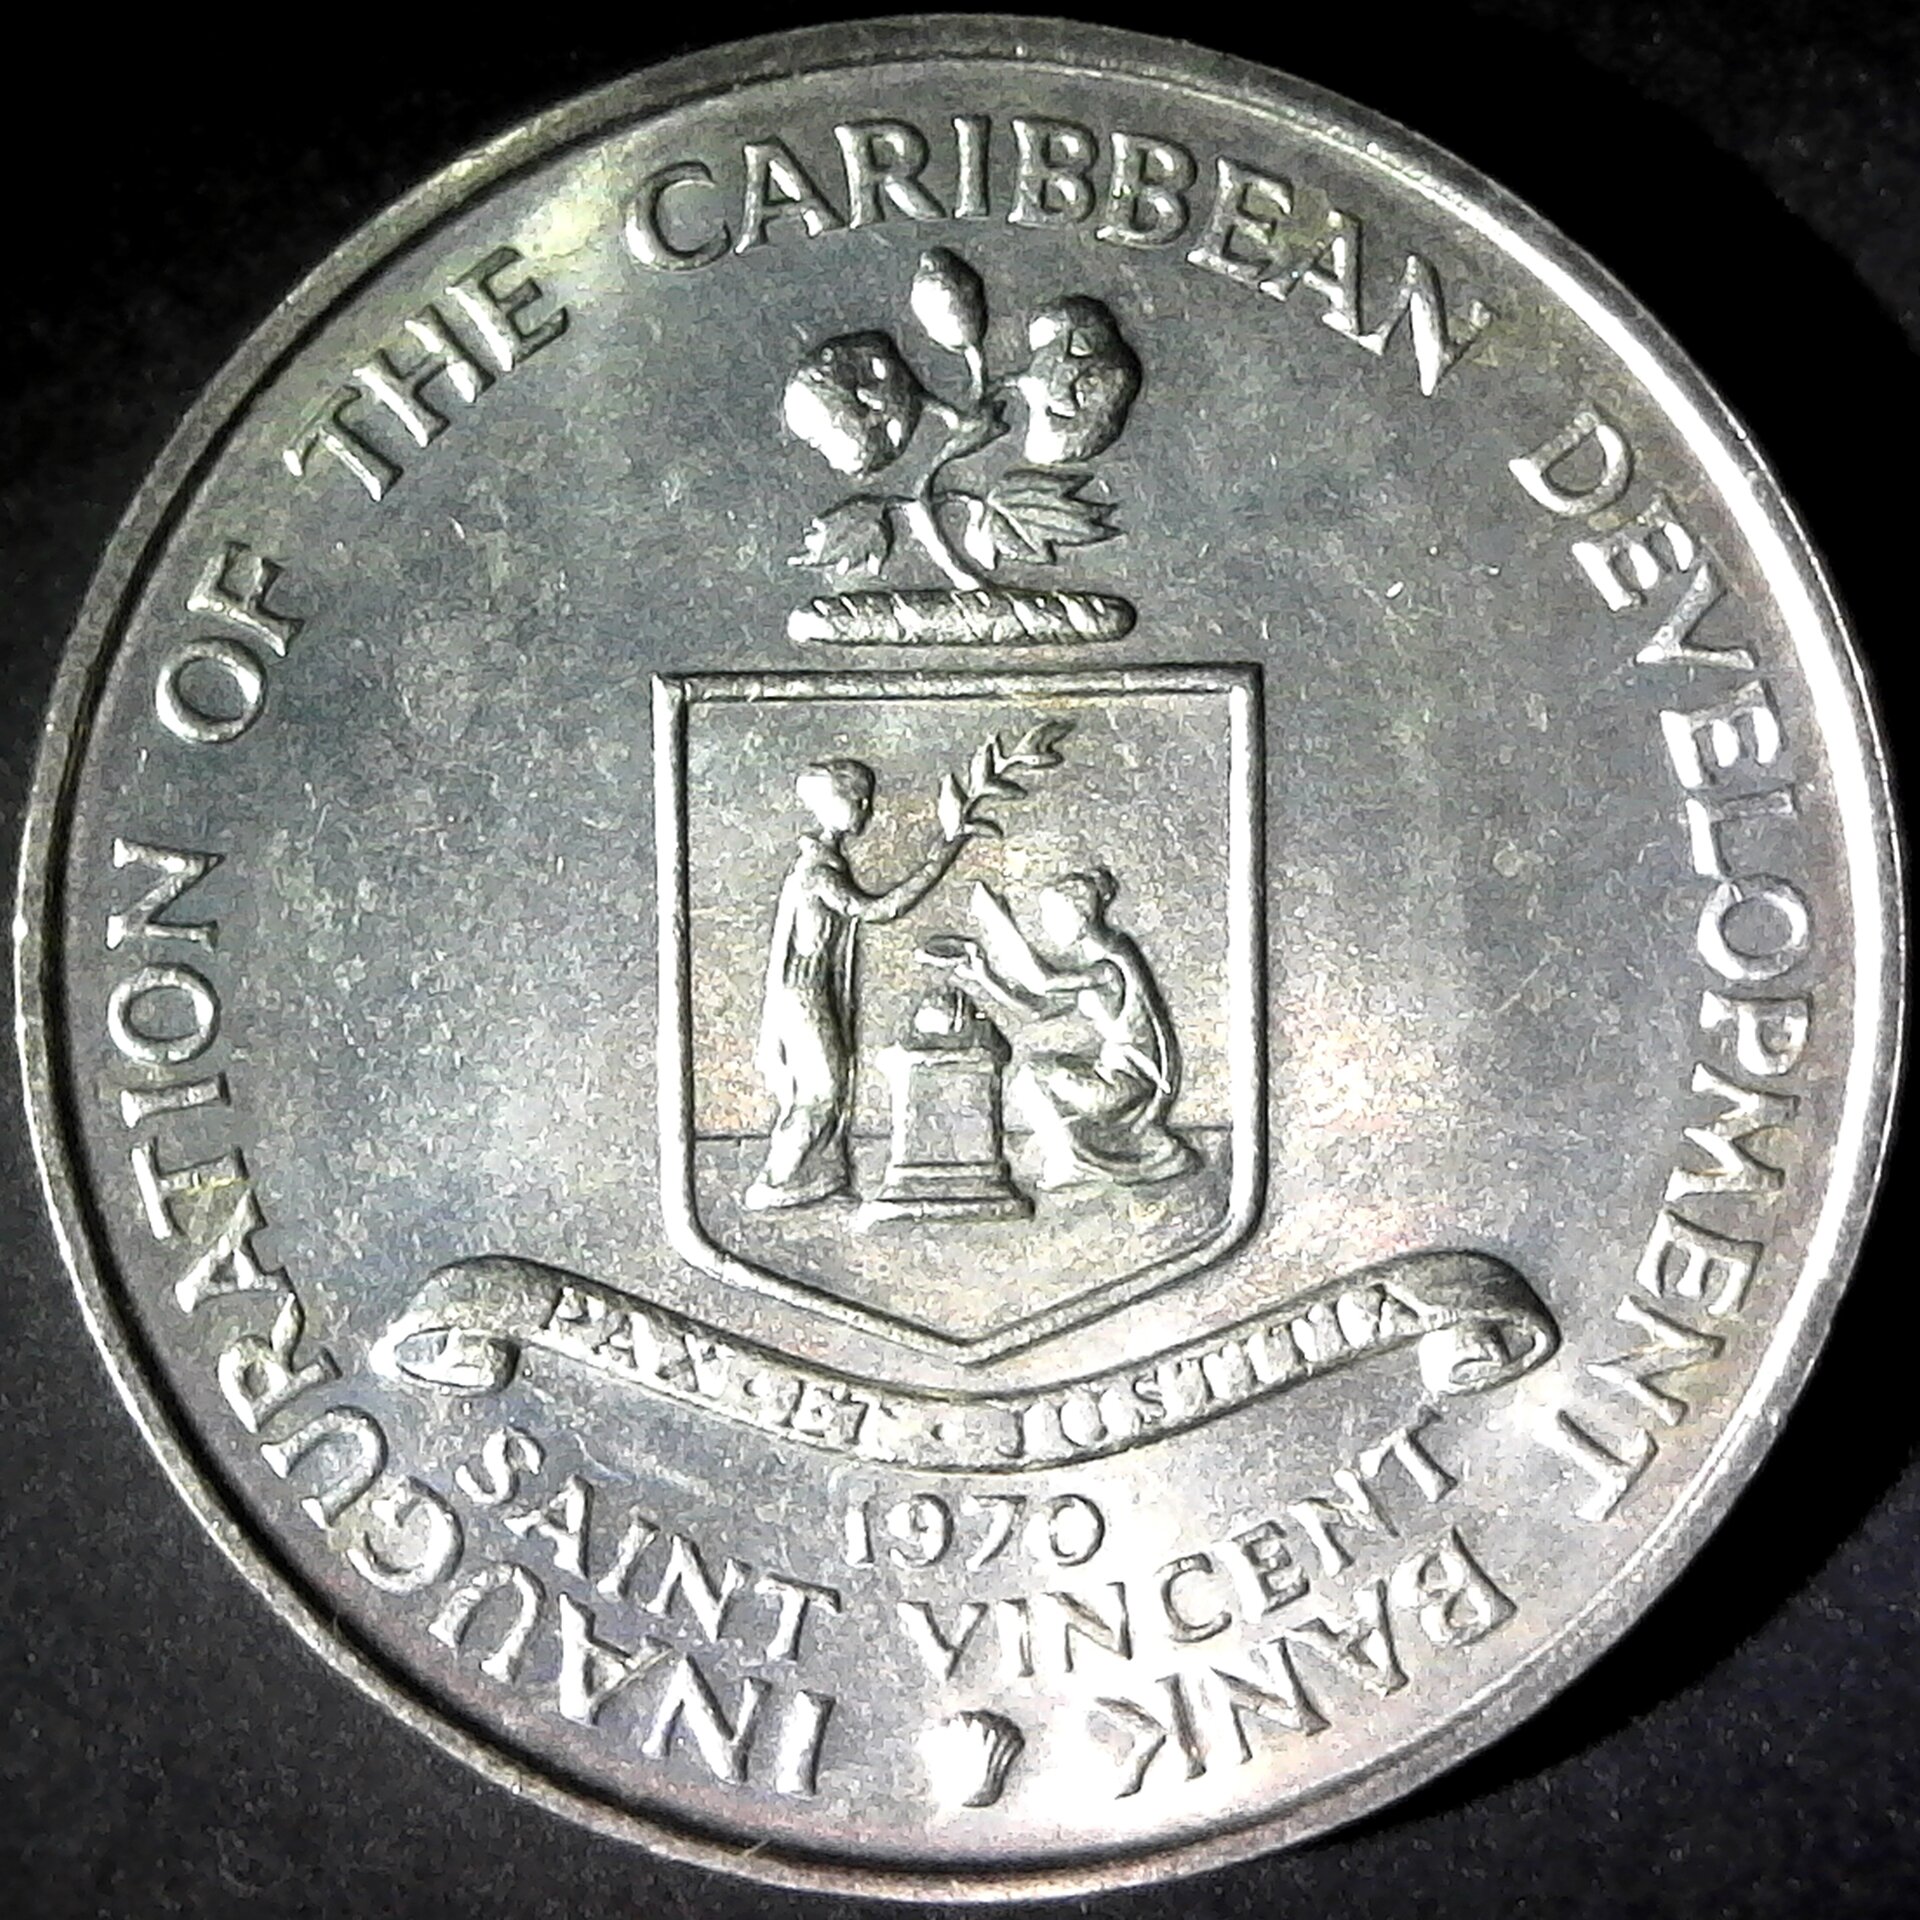 INAUGURATION OF THE CARIBBEAN DEVELOPMENT BANK
PAX · ET · JUSTITIA
1970
SAINT VINCENT